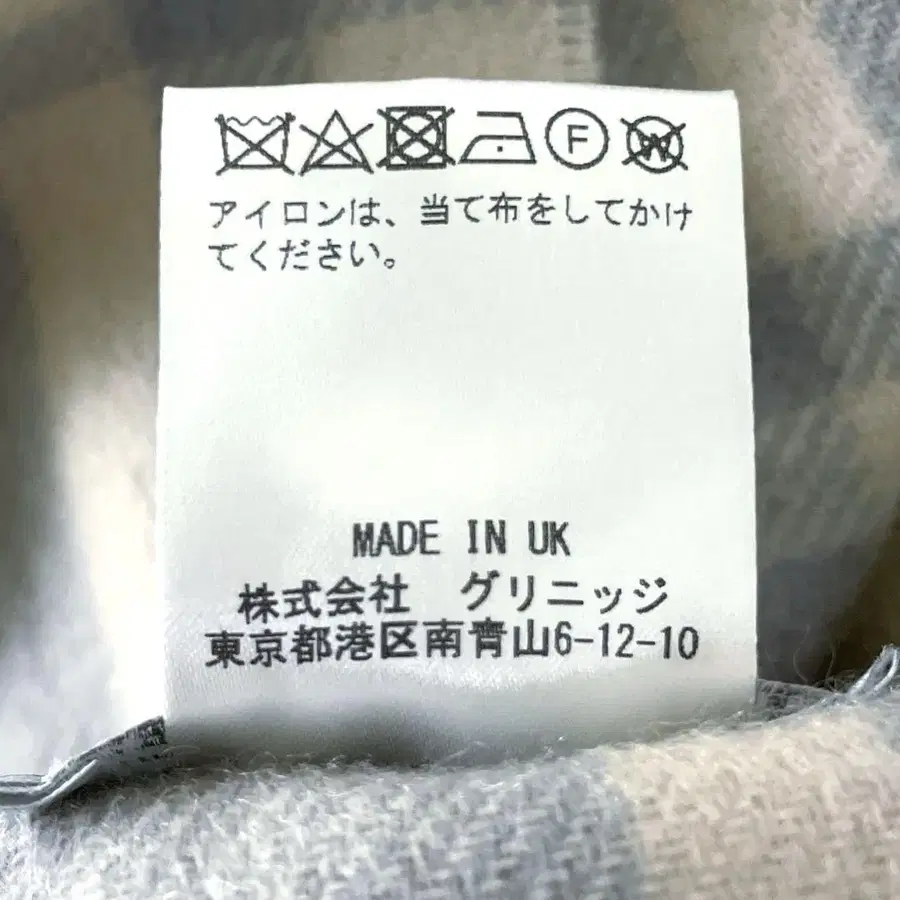 F W
アイロンは、当て布をしてかけ
てください。
MADE IN UK
株式会社 グリニッジ
東京都港区南青山6-12-10